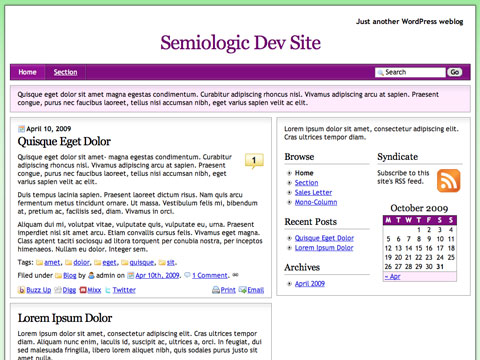 Just another WordPress weblog
Semiologic Dev Site
Home Section Search Go
Quisque eget dolor sit amet magna egestas condimentum. Curabitur adipiscing rhoncus nisl. Vivamus adipiscing arcu at sapien. Praesent
congue, purus nec faucibus laoreet, tellus nisi accumsan nibh, eget varius sapien velit ac elit.
April 10, 2009
Quisque Eget Dolor
Quisque eget dolor sit amet- magna egestas condimentum. Curabitur
adipiscing rhoncus nisl. Vivamus adipiscing arcu at sapien. Praesent
congue, purus nec faucibus laoreet, tellus nisi accumsan nibh, eget
varius sapien velit ac elit.
1
Duis tempus lacinia sapien. Praesent laoreet dictum risus. Nam quis arcu
fermentum metus tincidunt ornare. Ut massa. Vestibulum felis mi, bibendum
at, pretium ac, facilisis sed, diam. Vivamus in orci.
Aliquam dui mi, volutpat vitae, vulputate quis, vulputate eu, urna. Praesent
imperdiet nisi sit amet arcu. Etiam convallis cursus felis. Vivamus eget magna.
Class aptent taciti sociosqu ad litora torquent per conubia nostra, per inceptos
himenaeos. Nullam eu dolor. Integer sem.
Tags: amet, dolor, eget, quisque, sit.
Filed under Blog by admin on Apr 10th, 2009. 1 Comment.
Buzz Up Digg Mixx Twitter Print Email
Lorem Ipsum Dolor
Lorem ipsum dolor sit amet, consectetur adipiscing elit. Cras ultrices tempor
diam. Aliquam nunc enim, iaculis id, suscipit ac, ultrices a, orci. In feugiat, dui
sed malesuada fringilla, libero lorem adipiscing nibh, quis sodales purus justo sit
Lorem ipsum dolor sit amet, consectetur adipiscing elit.
Cras ultrices tempor diam.
Browse
Home
Section
Sales Letter
Mono-Column
Recent Posts
Quisque Eget Dolor
Lorem Ipsum Dolor
Archives
April 2009
Syndicate
Subscribe to this
site's RSS feed.
October 2009
M T W T F S S
1 2 3 4
5 6 7 8 9 10 11
12 13 14 15 16 17 18
19 20 21 22 23 24 25
26 27 28 29 30 31
« Apr